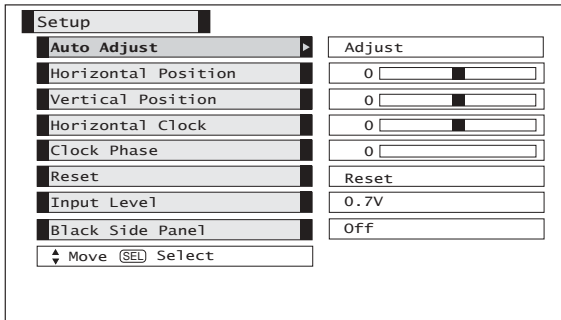 Setup
Auto Adjust Adjust
Horizontal Position 0
Vertical Position 0
Horizontal Clock 0
Clock Phase 0
Reset Reset
Input Level 0.7V
Black Side Panel Off
Move SEL Select